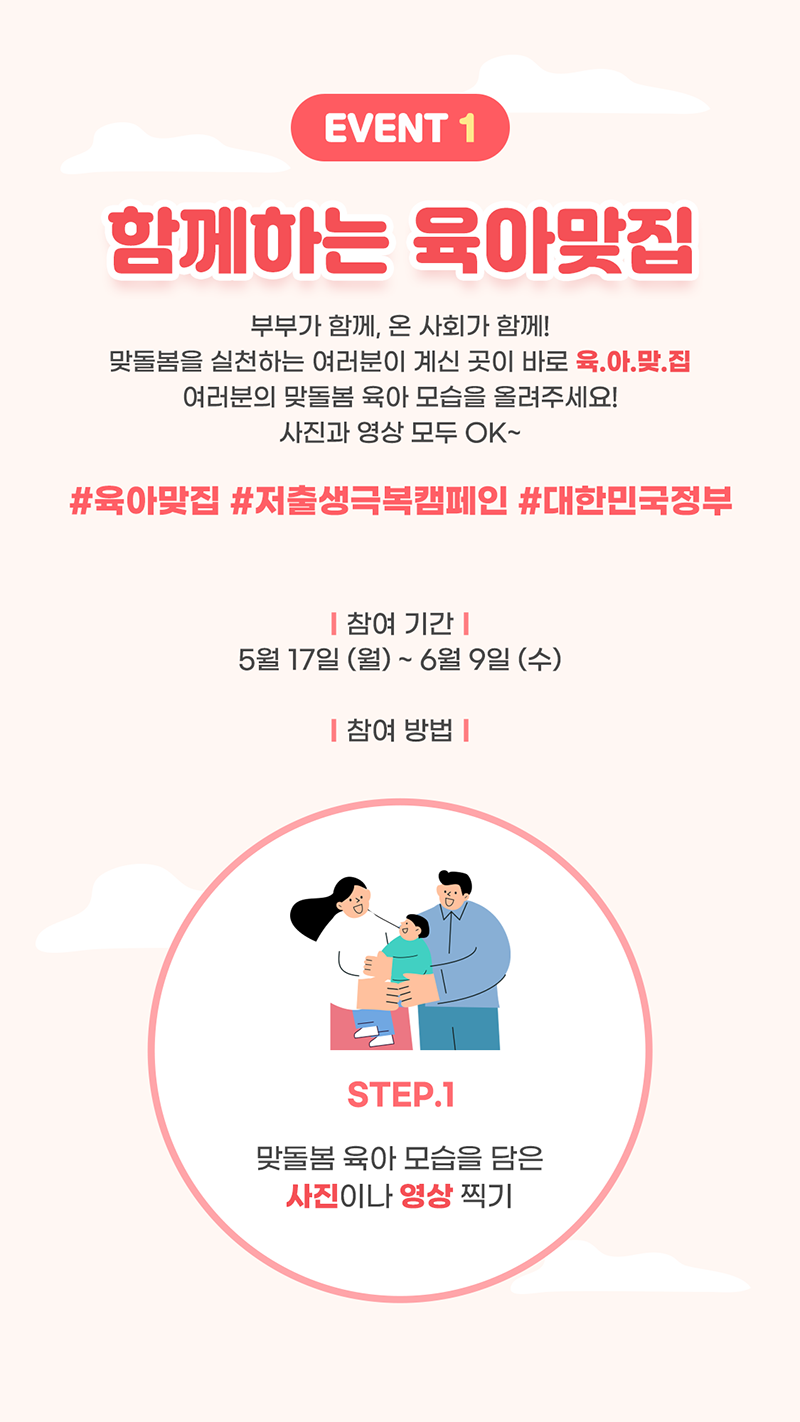 EVENT 1
함께하는 육아맞집
부부가 함께, 온 사회가 함께!
맞돌봄을 실천하는 여러분이 계신 곳이 바로 육.아.맞.집
여러분의 맞돌봄 육아 모습을 올려주세요!
사진과 영상 모두 OK~
#육아맞집 #저출생극복캠페인 #대한민국정부
| 참여 기간 |
5월 17일 (월) ~ 6월 9일 (수)
| 참여 방법 |
STEP.1
맞돌봄 육아 모습을 담은
사진이나 영상 찍기